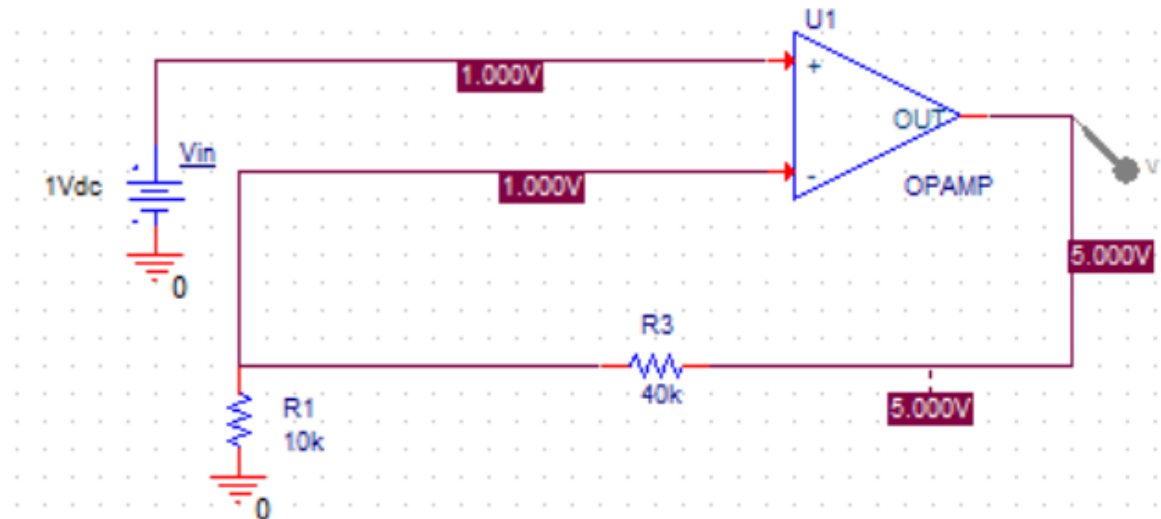 U1
1.000V
+
OUT
Vin
1Vdc
1.000V
-
OPAMP
V
0
5.000V
R3
40k
5.000V
R1
10k
0